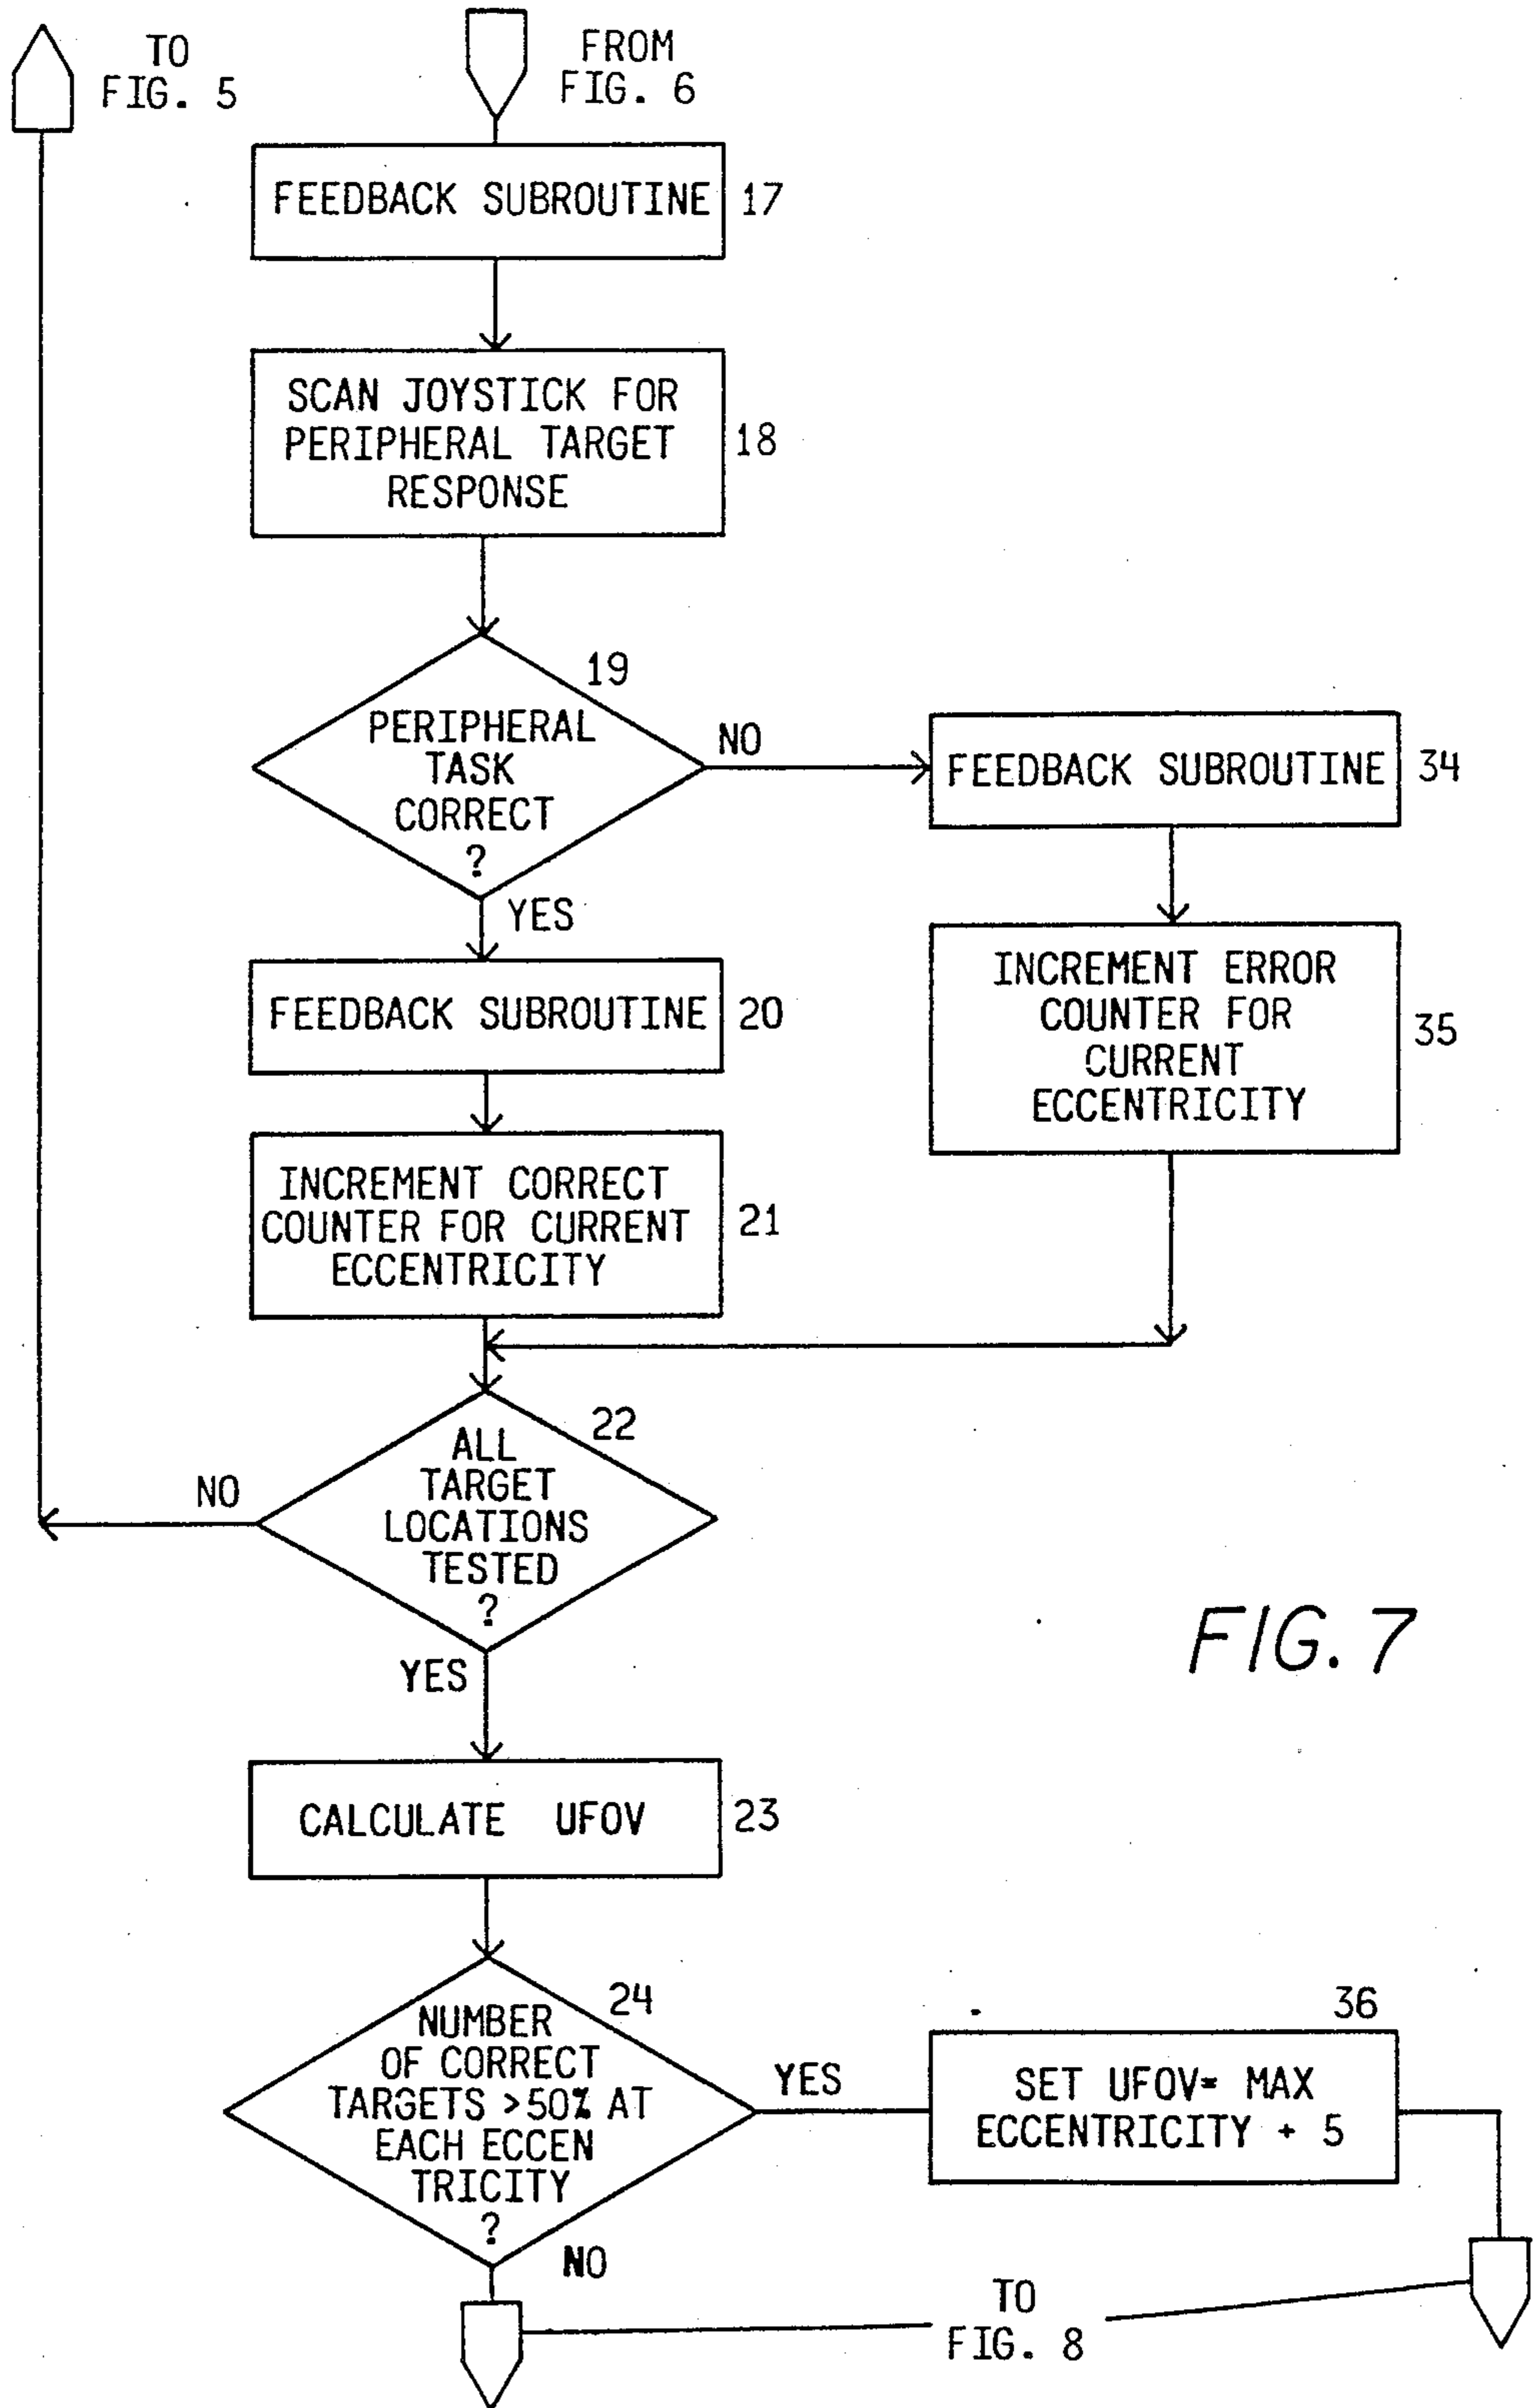 TO
FIG. 5
FROM
FIG. 6
FEEDBACK SUBROUTINE 17
SCAN JOYSTICK FOR
PERIPHERAL TARGET
RESPONSE
18
19
PERIPHERAL
TASK
CORRECT
?
NO
YES
FEEDBACK SUBROUTINE 34
INCREMENT ERROR
COUNTER FOR
CURRENT
ECCENTRICITY
35
FEEDBACK SUBROUTINE 20
INCREMENT CORRECT
COUNTER FOR CURRENT
ECCENTRICITY
21
22
ALL
TARGET
LOCATIONS
TESTED
?
NO
YES
FIG. 7
CALCULATE UFOV 23
24
NUMBER
OF CORRECT
TARGETS >50% AT
EACH ECCEN
TRICITY
?
YES
NO
36
SET UFOV= MAX
ECCENTRICITY + 5
TO
FIG. 8